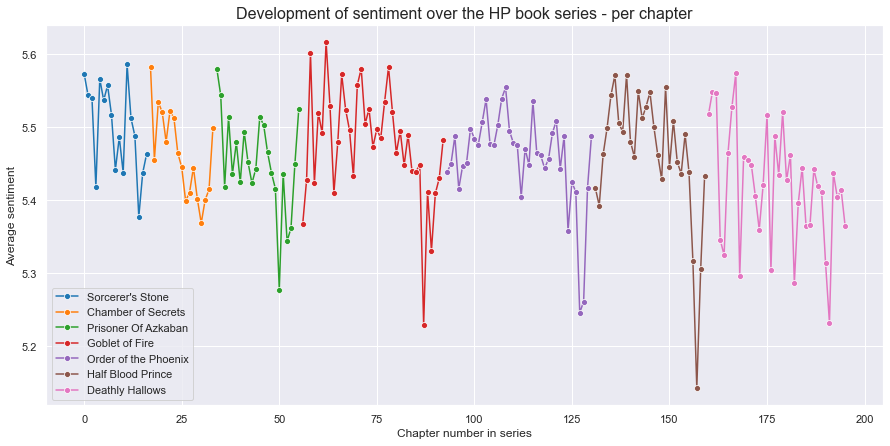 Development of sentiment over the HP book series - per chapter
Average sentiment
5.6
5.5
5.4
5.3
5.2
Sorcerer's Stone
Chamber of Secrets
Prisoner Of Azkaban
Goblet of Fire
Order of the Phoenix
Half Blood Prince
Deathly Hallows
0 25 50 75 100 125 150 175 200
Chapter number in series